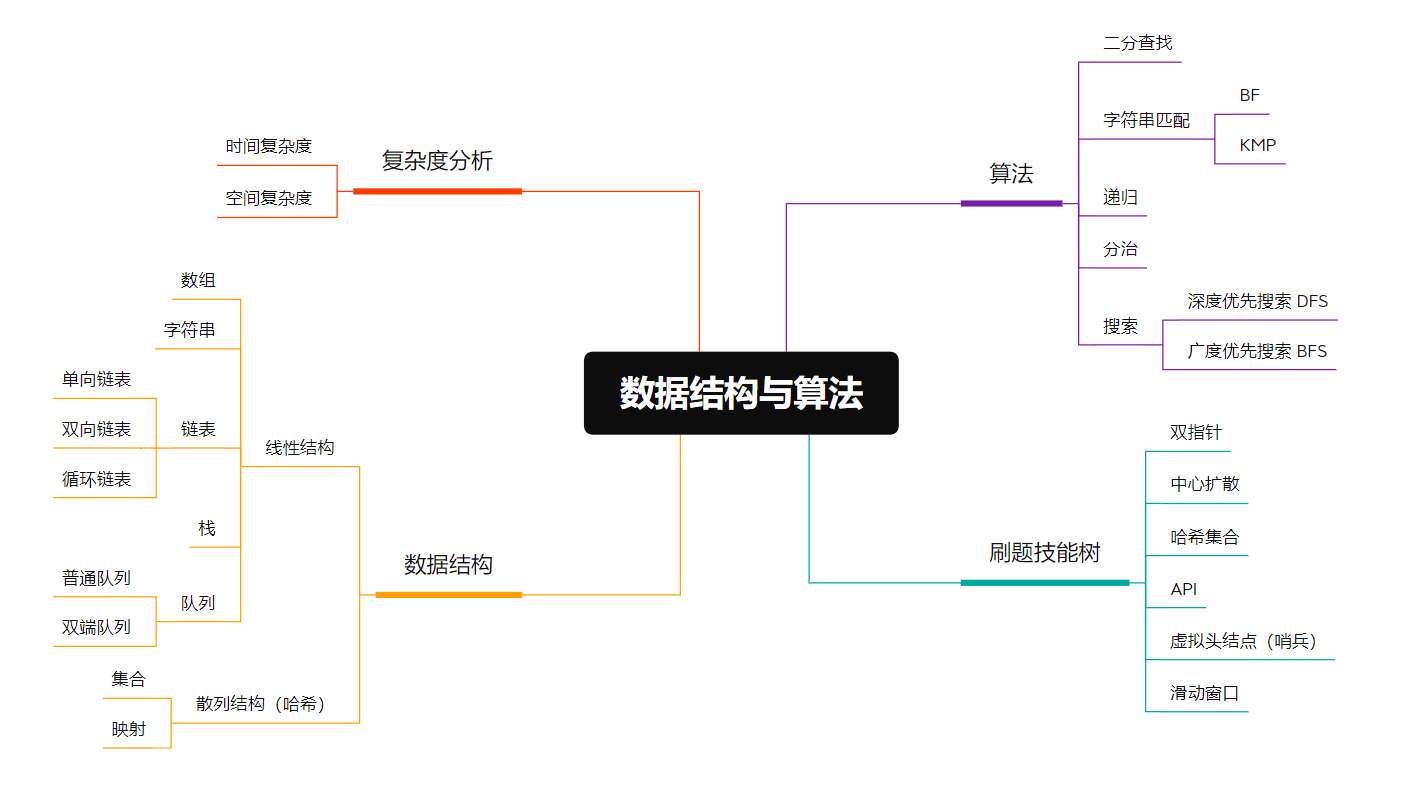 数据结构与算法
复杂度分析
时间复杂度
空间复杂度
数据结构
线性结构
数组
字符串
链表
单向链表
双向链表
循环链表
栈
队列
普通队列
双端队列
散列结构（哈希）
集合
映射
算法
二分查找
字符串匹配
BF
KMP
递归
分治
搜索
深度优先搜索 DFS
广度优先搜索 BFS
刷题技能树
双指针
中心扩散
哈希集合
API
虚拟头结点（哨兵）
滑动窗口